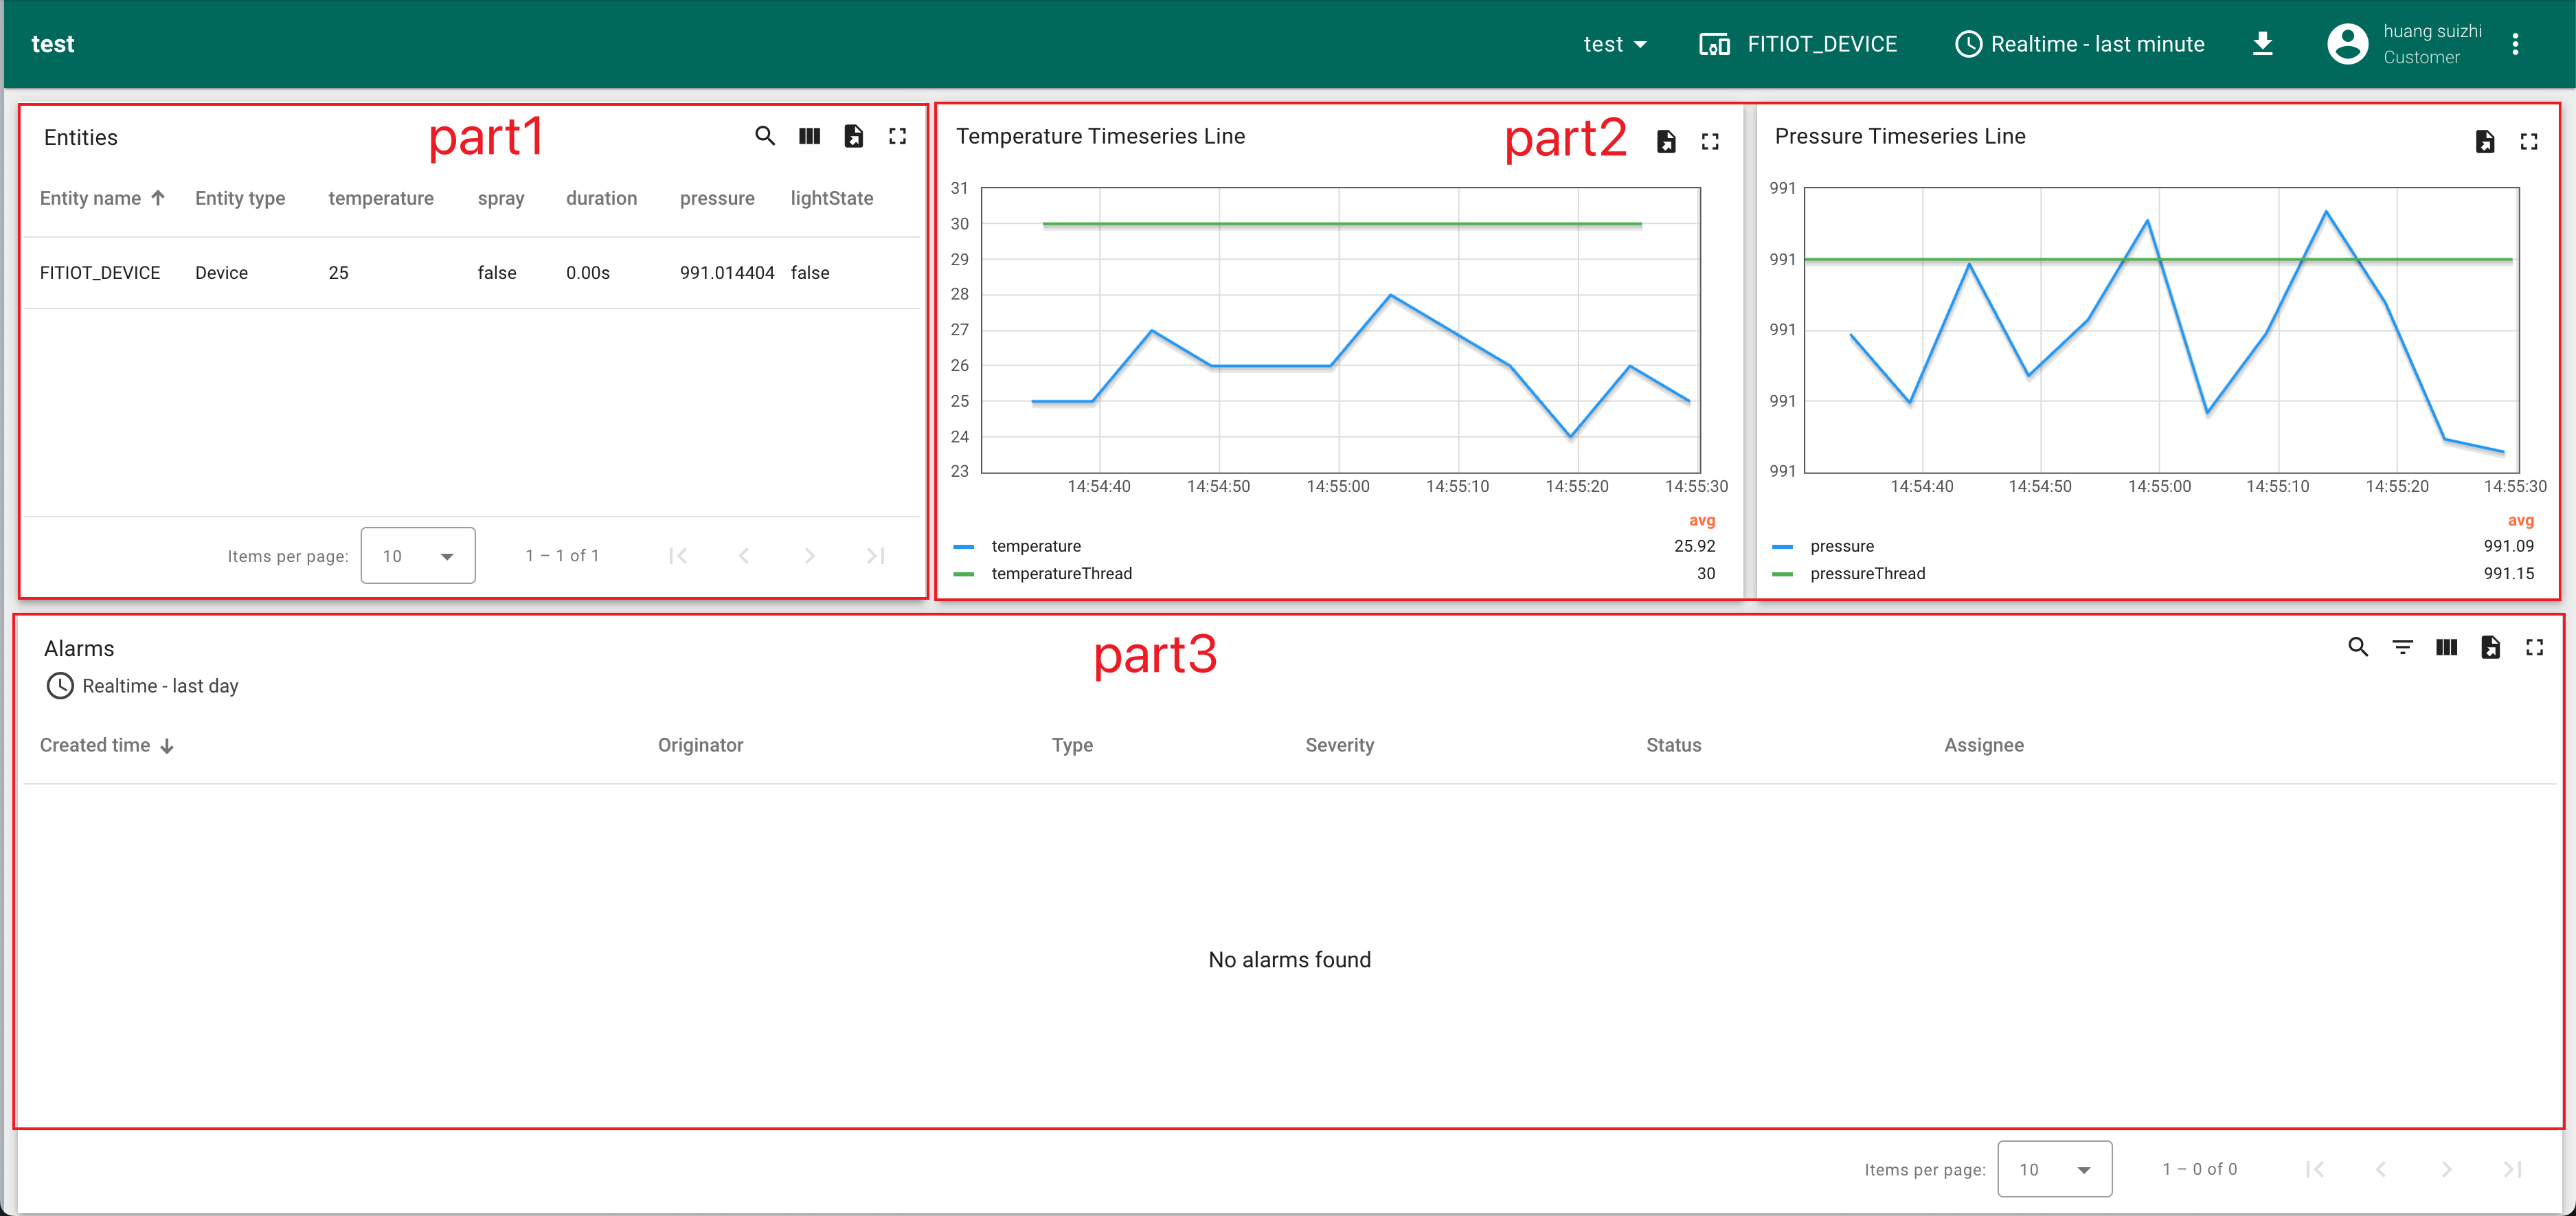 test
test
FITIOT_DEVICE
Realtime - last minute
huang suizhi
Customer
Entities
part1
Entity name
Entity type
temperature
spray
duration
pressure
lightState
FITIOT_DEVICE
Device
25
false
0.00s
991.014404
false
Items per page:
10
1 – 1 of 1
Temperature Timeseries Line
part2
31
30
29
28
27
26
25
24
23
14:54:40
14:54:50
14:55:00
14:55:10
14:55:20
14:55:30
avg
temperature
25.92
temperatureThread
30
Pressure Timeseries Line
991
991
991
991
991
14:54:40
14:54:50
14:55:00
14:55:10
14:55:20
14:55:30
avg
pressure
991.09
pressureThread
991.15
Alarms
part3
Realtime - last day
Created time
Originator
Type
Severity
Status
Assignee
No alarms found
Items per page:
10
1 – 0 of 0